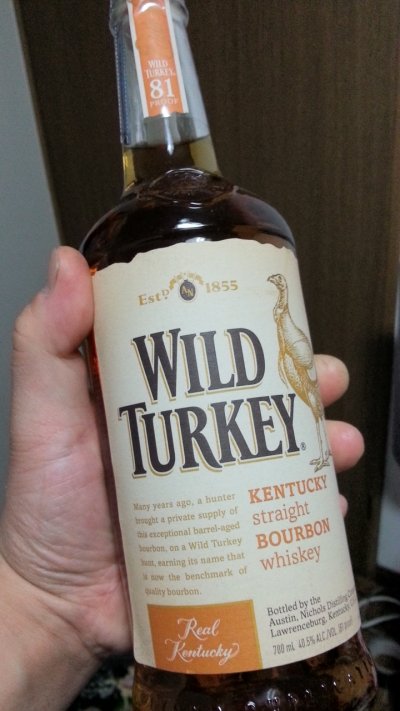 WILD
TURKEY
81
PROOF
Estd 1855
AN
WILD
TURKEY®
Many years ago, a hunter
brought a private supply of
this exceptional barrel-aged
bourbon, on a Wild Turkey
hunt, earning its name that
is now the benchmark of
quality bourbon.
KENTUCKY
straight
BOURBON
whiskey
Real
Kentucky
Bottled by the
Austin, Nichols Distilling
Lawrenceburg, Kentucky
700 mL 40.5% ALC./VOL.